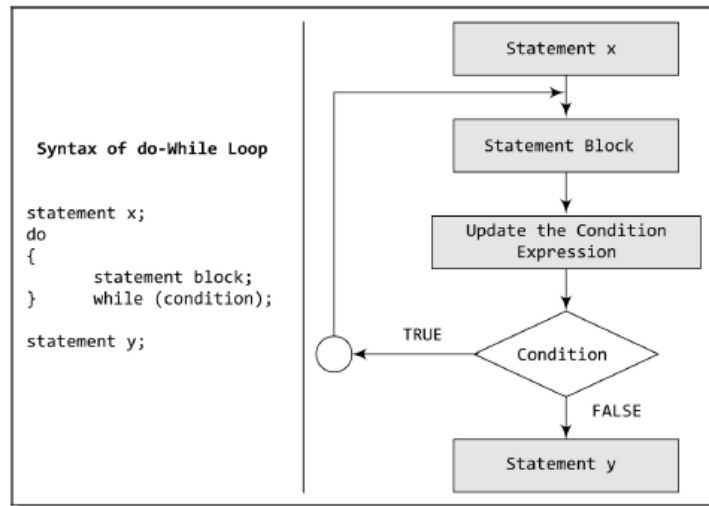 Syntax of do-While Loop
statement x;
do
{
statement block;
} while (condition);
statement y;
Statement x
Statement Block
Update the Condition
Expression
Condition
TRUE
FALSE
Statement y